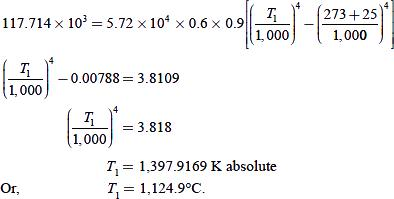 117.714 × 10³ = 5.72 × 10⁴ × 0.6 × 0.9[(T₁/1,000)⁴ − ((273 + 25)/1,000)⁴]
(T₁/1,000)⁴ − 0.00788 = 3.8109
(T₁/1,000)⁴ = 3.818
T₁ = 1,397.9169 K absolute
Or, T₁ = 1,124.9°C.